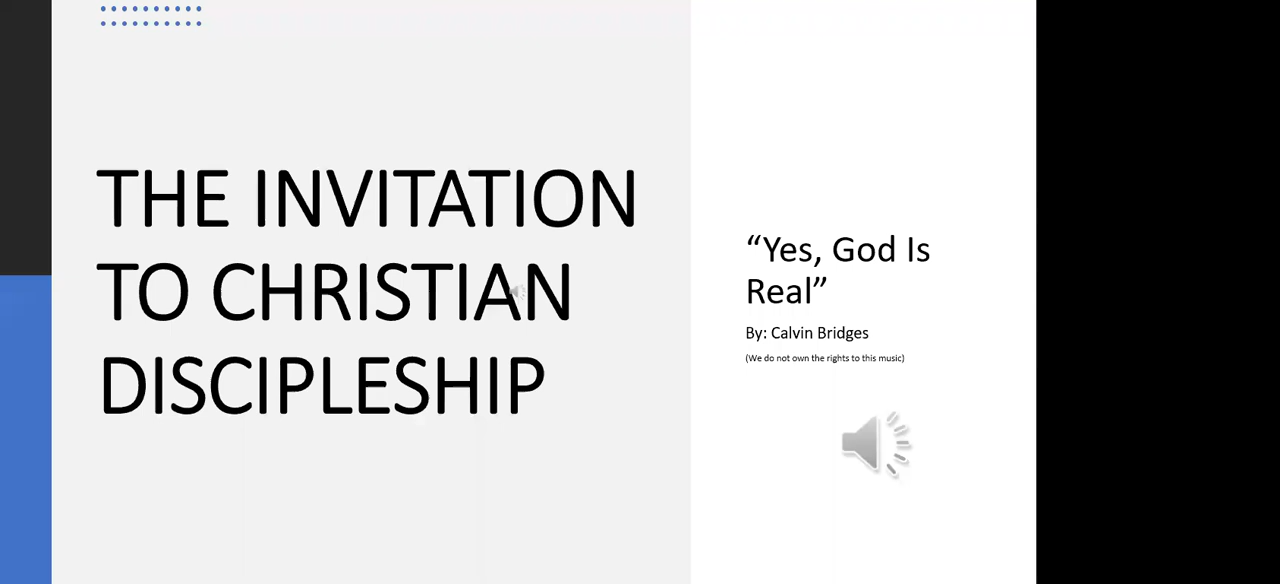 THE INVITATION
TO CHRISTIAN
DISCIPLESHIP
“Yes, God Is
Real”
By: Calvin Bridges
(We do not own the rights to this music)